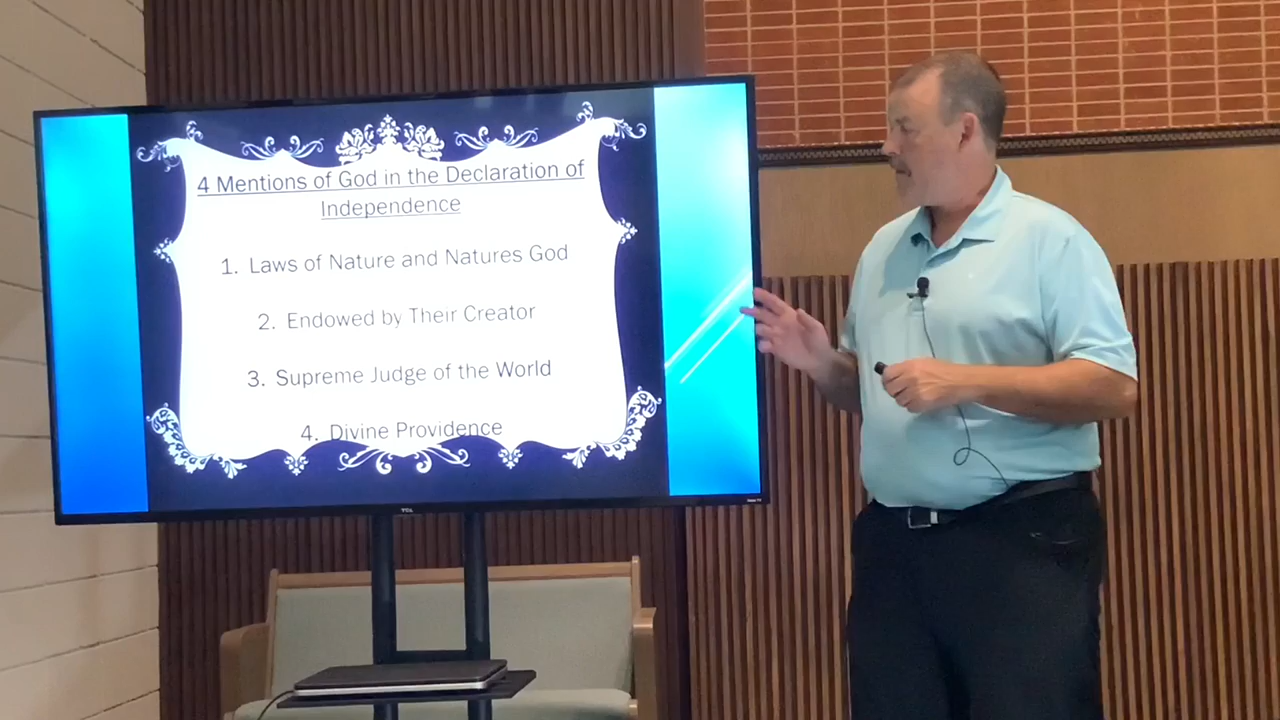 4 Mentions of God in the Declaration of
Independence
1. Laws of Nature and Natures God
2. Endowed by Their Creator
3. Supreme Judge of the World
4. Divine Providence
TCL